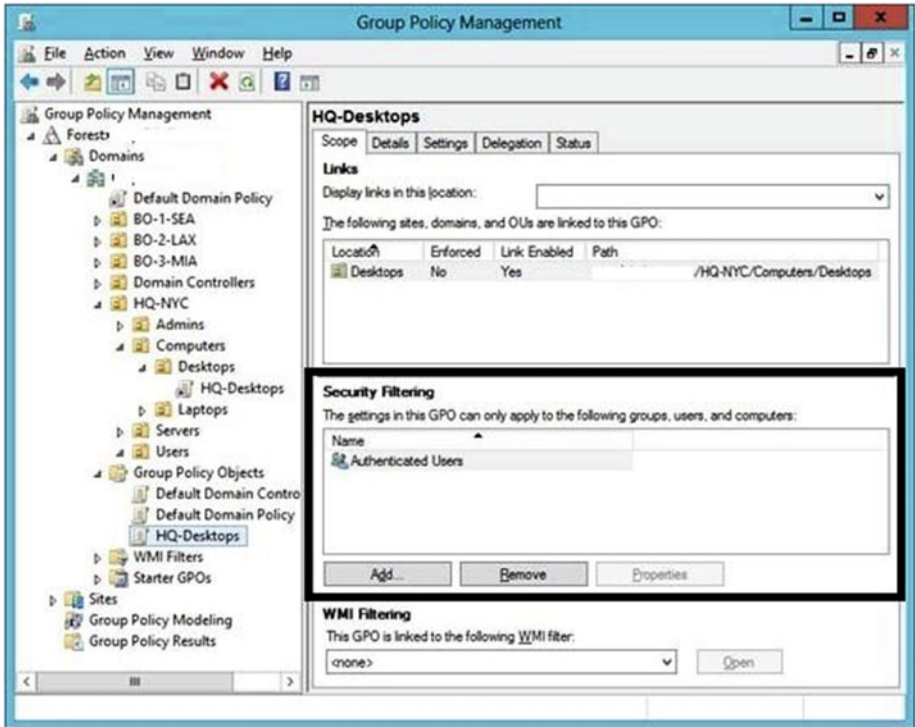 Group Policy Management
File Action View Window Help
Group Policy Management
Forest:
Domains
Default Domain Policy
BO-1-SEA
BO-2-LAX
BO-3-MIA
Domain Controllers
HQ-NYC
Admins
Computers
Desktops
HQ-Desktops
Laptops
Servers
Users
Group Policy Objects
Default Domain Contro
Default Domain Policy
HQ-Desktops
WMI Filters
Starter GPOs
Sites
Group Policy Modeling
Group Policy Results
HQ-Desktops
Scope Details Settings Delegation Status
Links
Display links in this location:
The following sites, domains, and OUs are linked to this GPO:
Location Enforced Link Enabled Path
Desktops No Yes /HQ-NYC/Computers/Desktops
Security Filtering
The settings in this GPO can only apply to the following groups, users, and computers:
Name
Authenticated Users
Add... Remove Properties
WMI Filtering
This GPO is linked to the following WMI filter:
<none> Open